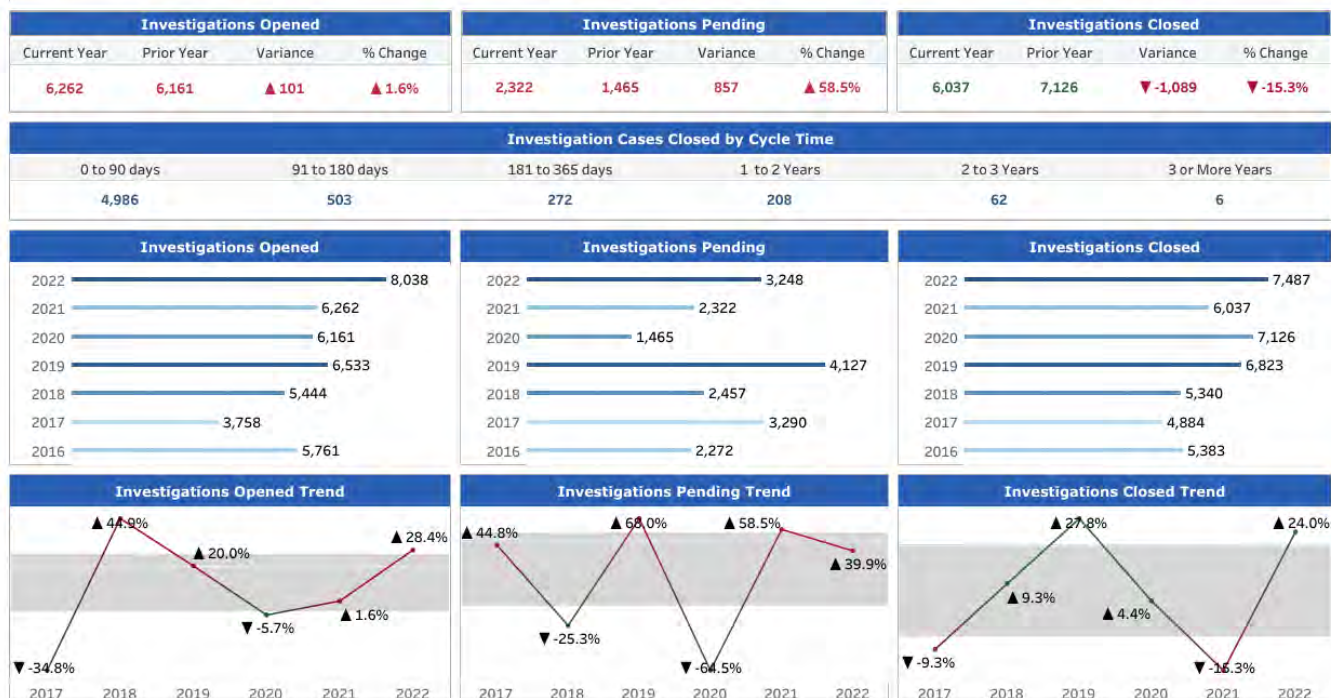 Investigations Opened
Current Year Prior Year Variance % Change
6,262 6,161 ▲ 101 ▲ 1.6%
Investigations Pending
Current Year Prior Year Variance % Change
2,322 1,465 857 ▲ 58.5%
Investigations Closed
Current Year Prior Year Variance % Change
6,037 7,126 ▼ -1,089 ▼ -15.3%
Investigation Cases Closed by Cycle Time
0 to 90 days 91 to 180 days 181 to 365 days 1 to 2 Years 2 to 3 Years 3 or More Years
4,986 503 272 208 62 6
Investigations Opened
2022 8,038
2021 6,262
2020 6,161
2019 6,533
2018 5,444
2017 3,758
2016 5,761
Investigations Pending
2022 3,248
2021 2,322
2020 1,465
2019 4,127
2018 2,457
2017 3,290
2016 2,272
Investigations Closed
2022 7,487
2021 6,037
2020 7,126
2019 6,823
2018 5,340
2017 4,884
2016 5,383
Investigations Opened Trend
▼ -34.8%
▲ 44.9%
▲ 20.0%
▼ -5.7%
▲ 1.6%
▲ 28.4%
2017 2018 2019 2020 2021 2022
Investigations Pending Trend
▲ 44.8%
▼ -25.3%
▲ 68.0%
▼ -64.5%
▲ 58.5%
▲ 39.9%
2017 2018 2019 2020 2021 2022
Investigations Closed Trend
▼ -9.3%
▲ 9.3%
▲ 27.8%
▲ 4.4%
▼ -15.3%
▲ 24.0%
2017 2018 2019 2020 2021 2022